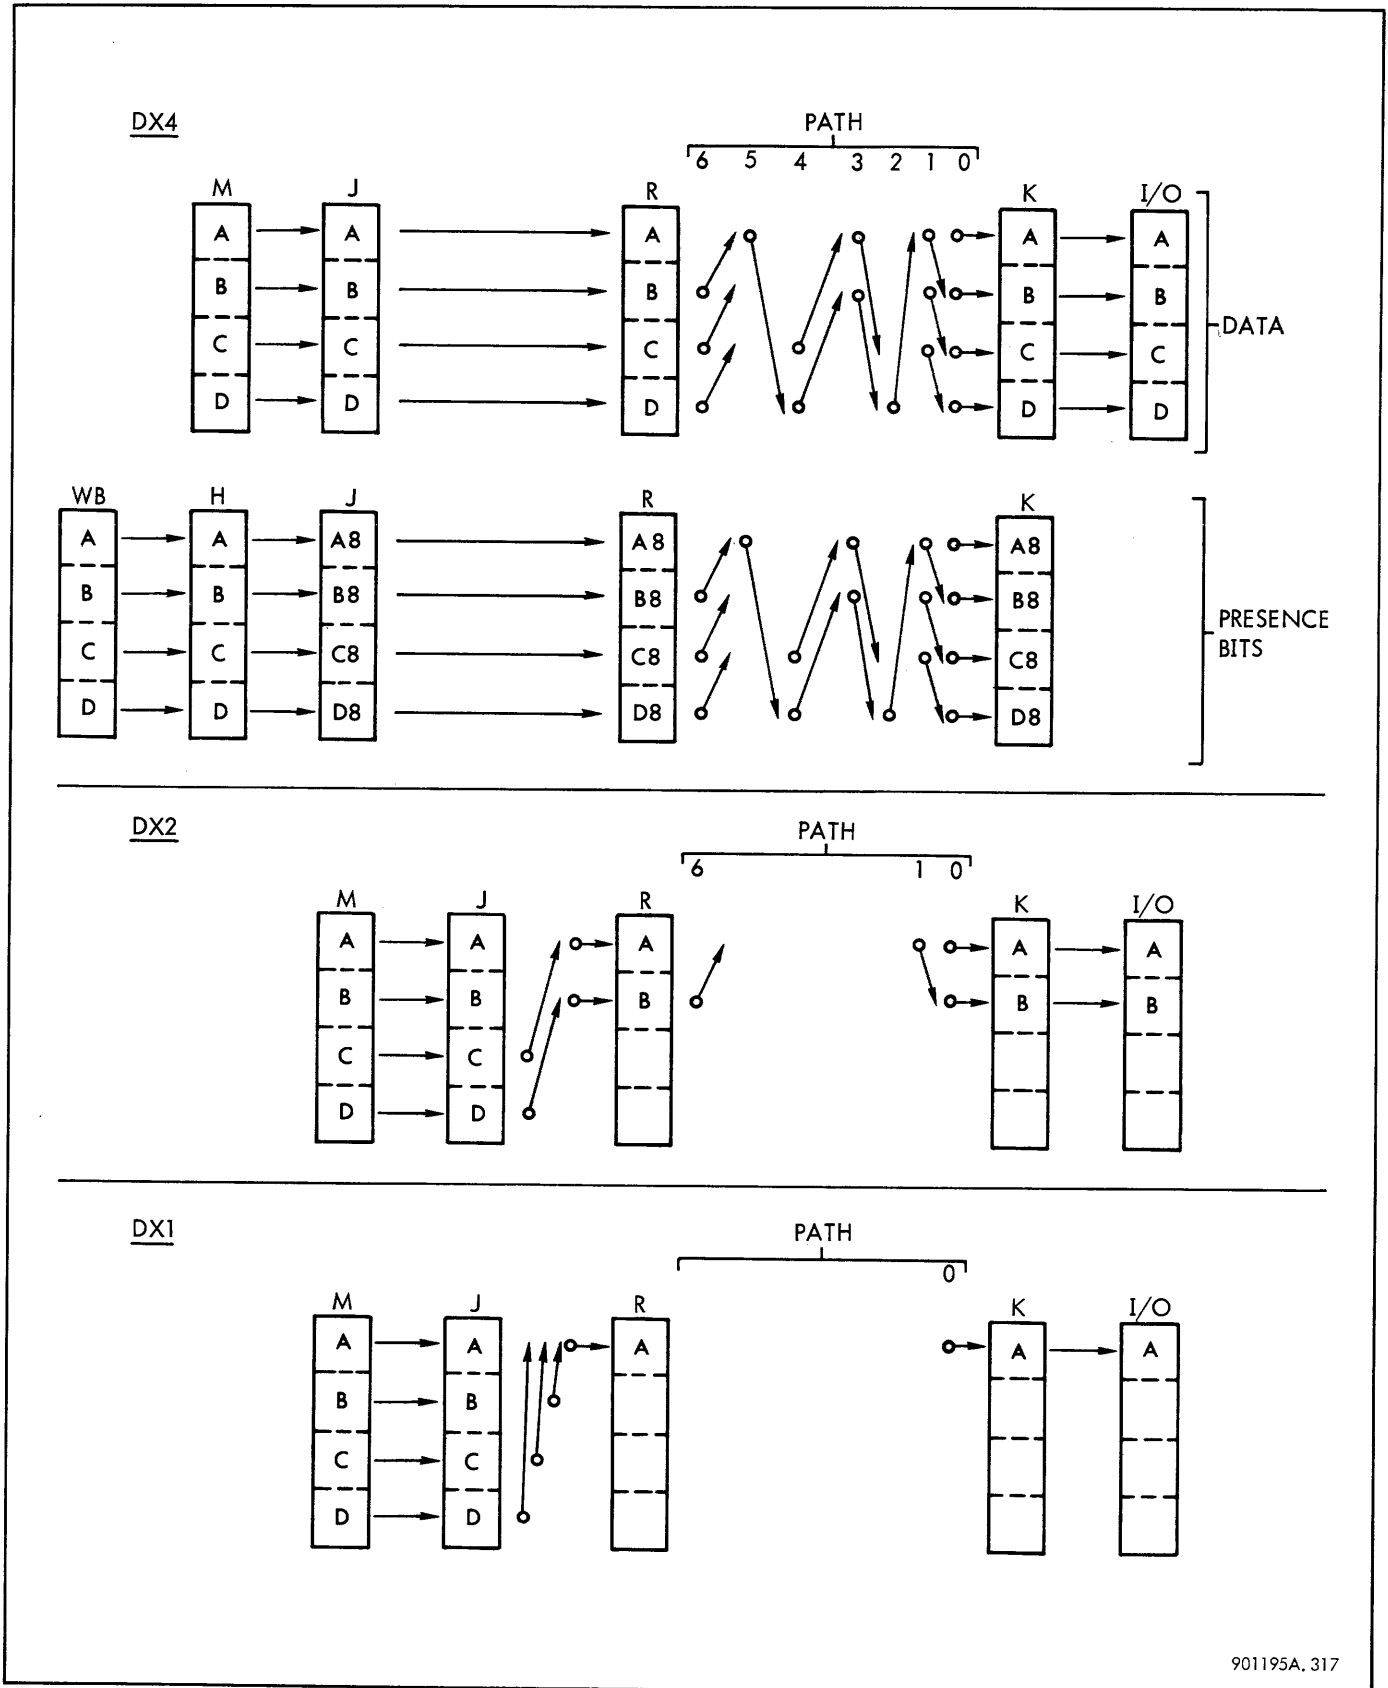 DX4
PATH
6 5 4 3 2 1 0
M J R K I/O
A A A A A
B B B B B
C C C C C
D D D D D
DATA
WB H J R K
A A A8 A8 A8
B B B8 B8 B8
C C C8 C8 C8
D D D8 D8 D8
PRESENCE
BITS
DX2
PATH
6 1 0
M J R K I/O
A A A A A
B B B B B
C C
D D
DX1
PATH
0
M J R K I/O
A A A A A
B B
C C
D D
901195A. 317